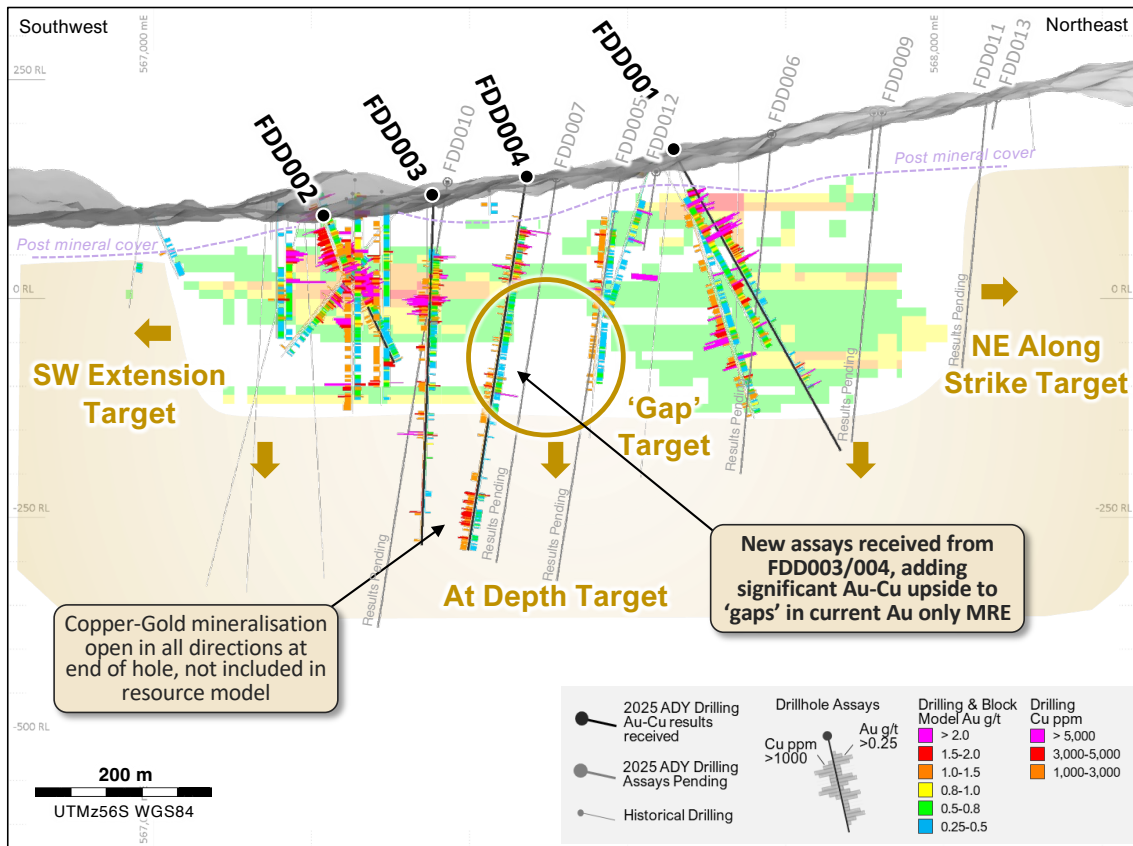 Southwest
Northeast
567,000 mE
568,000 mE
250 RL
0 RL
0 RL
-250 RL
-250 RL
-500 RL
FDD002
FDD003
FDD010
FDD004
FDD007
FDD005
FDD012
FDD001
FDD006
FDD009
FDD011
FDD013
Post mineral cover
Post mineral cover
Results Pending
Results Pending
Results Pending
Results Pending
Results Pending
Results Pending
SW Extension
Target
'Gap'
Target
NE Along
Strike Target
At Depth Target
Copper-Gold mineralisation
open in all directions at
end of hole, not included in
resource model
New assays received from
FDD003/004, adding
significant Au-Cu upside to
'gaps' in current Au only MRE
200 m
UTMz56S WGS84
2025 ADY Drilling
Au-Cu results
received
2025 ADY Drilling
Assays Pending
Historical Drilling
Drillhole Assays
Cu ppm
>1000
Au g/t
>0.25
Drilling & Block
Model Au g/t
> 2.0
1.5-2.0
1.0-1.5
0.8-1.0
0.5-0.8
0.25-0.5
Drilling
Cu ppm
> 5,000
3,000-5,000
1,000-3,000